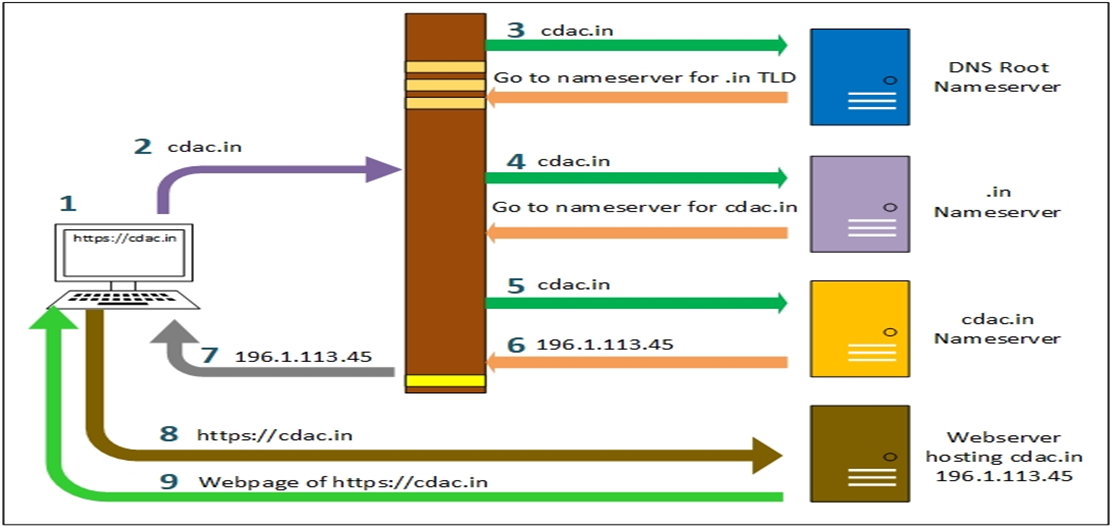 3 cdac.in
Go to nameserver for .in TLD
DNS Root
Nameserver
2 cdac.in
4 cdac.in
Go to nameserver for cdac.in
.in
Nameserver
1
https://cdac.in
5 cdac.in
6 196.1.113.45
cdac.in
Nameserver
7 196.1.113.45
8 https://cdac.in
9 Webpage of https://cdac.in
Webserver
hosting cdac.in
196.1.113.45